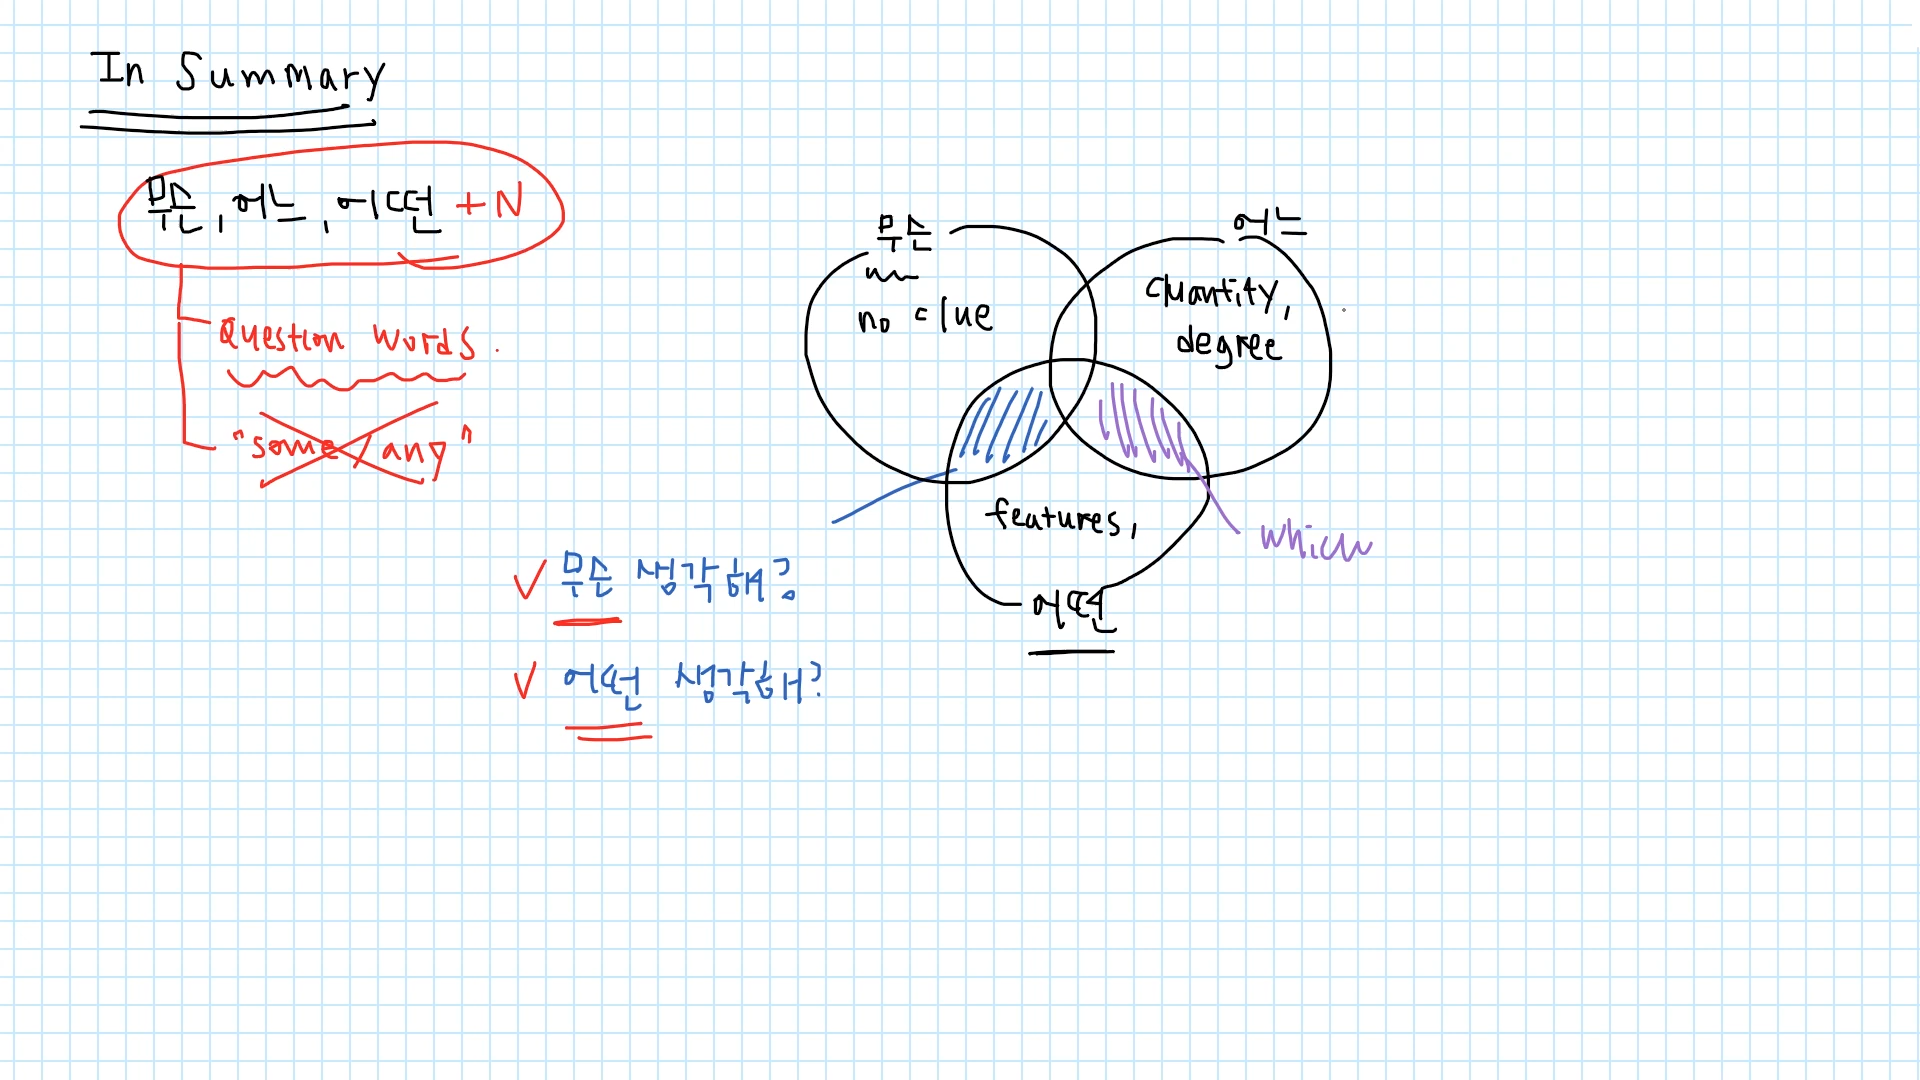 In Summary
무슨, 어느, 어떤 + N
Question words.
"some/any"
무슨
no clue
어느
quantity,
degree
features,
어떤
which
무슨 생각해?
어떤 생각해?